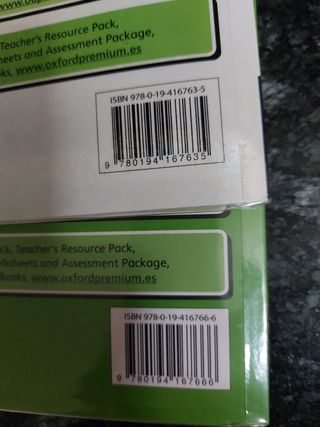 Teacher's Resource Pack,
sheets and Assessment Package,
oks, www.oxfordpremium.es
ISBN 978-0-19-416763-5
9 780194 167635
ck, Teacher's Resource Pack,
rksheets and Assessment Package,
Books, www.oxfordpremium.es
ISBN 978-0-19-416766-6
9 780194 167666